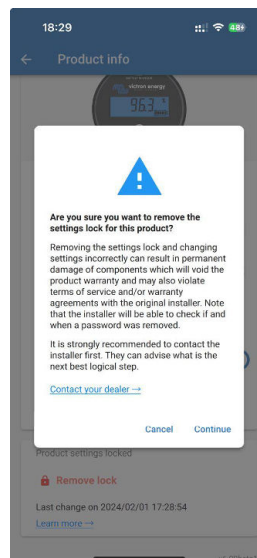 18:29
48
Product info
victron energy
96.3
Are you sure you want to remove the
settings lock for this product?
Removing the settings lock and changing
settings incorrectly can result in permanent
damage of components which will void the
product warranty and may also violate
terms of service and/or warranty
agreements with the original installer. Note
that the installer will be able to check if and
when a password was removed.
It is strongly recommended to contact the
installer first. They can advise what is the
next best logical step.
Contact your dealer →
Cancel Continue
Product settings locked
Remove lock
Last change on 2024/02/01 17:28:54
Learn more →